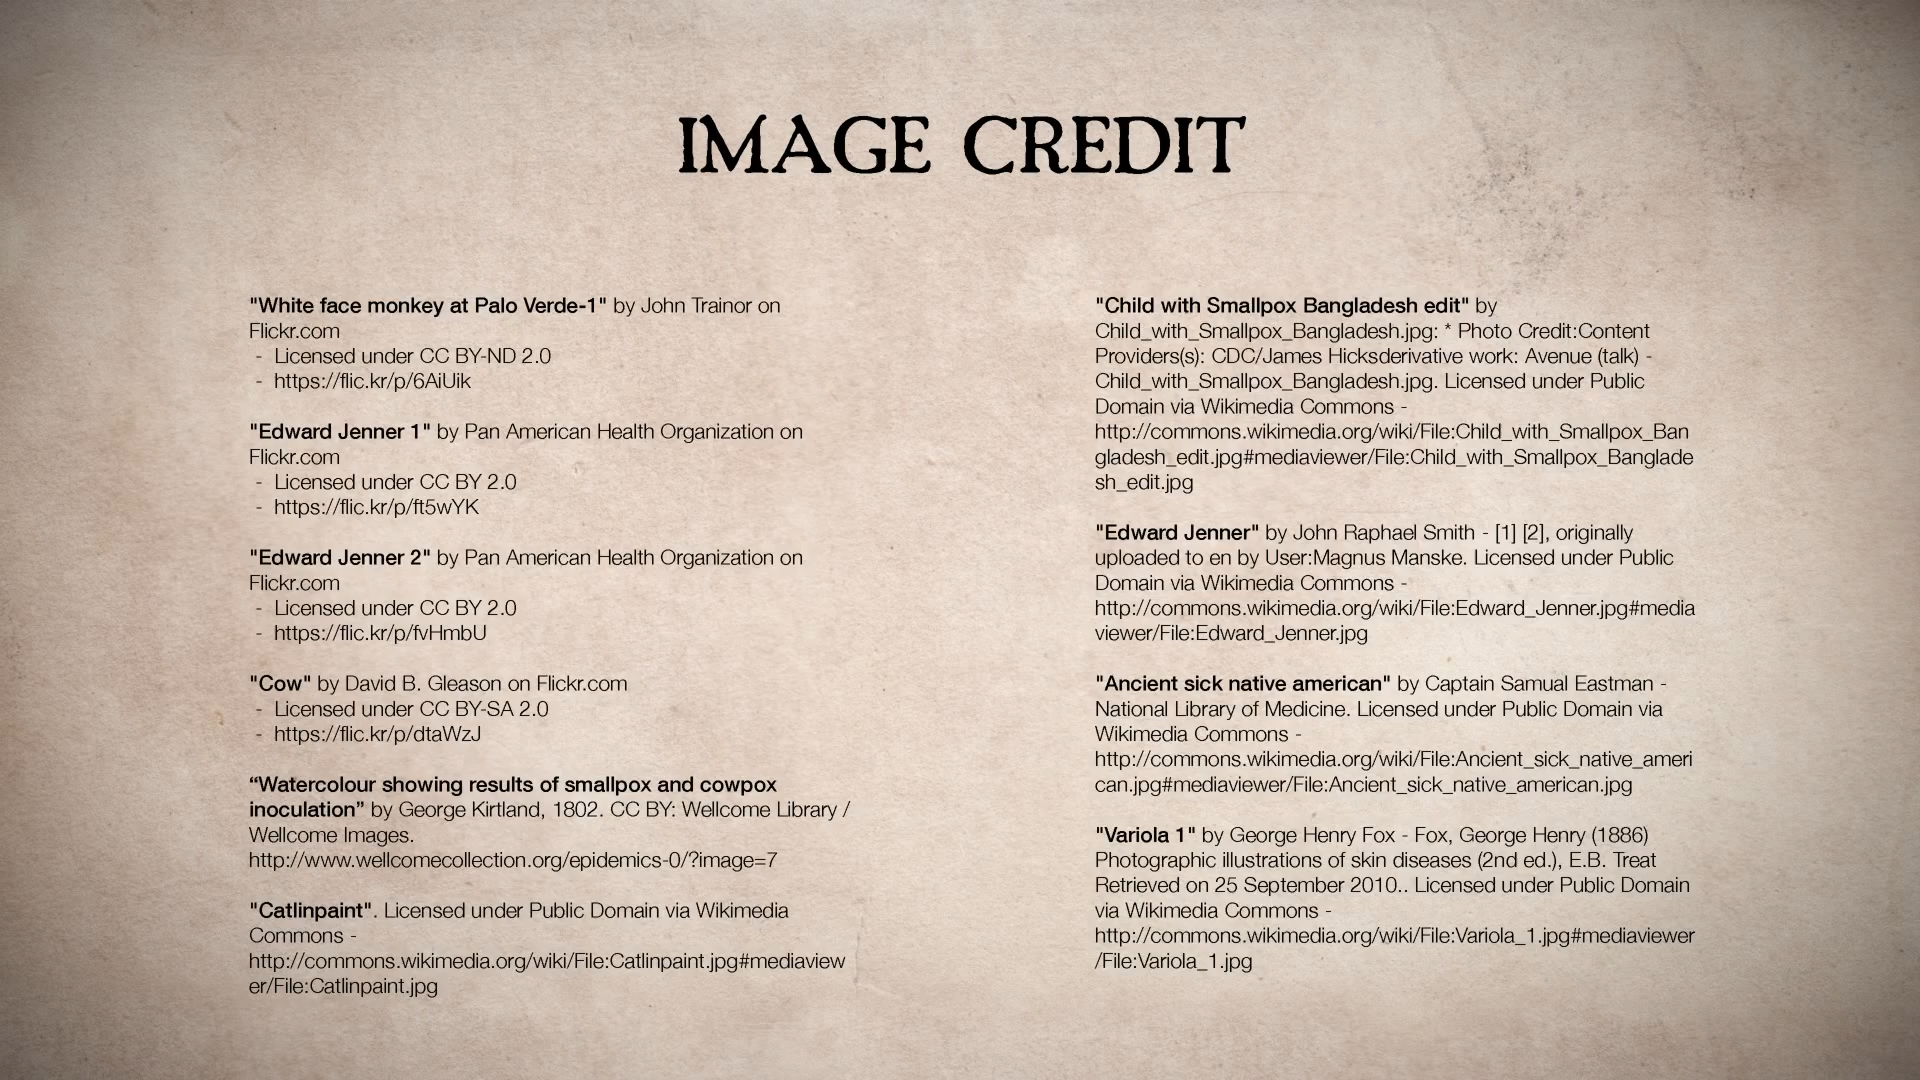 IMAGE CREDIT
"White face monkey at Palo Verde-1" by John Trainor on
Flickr.com
- Licensed under CC BY-ND 2.0
- https://flic.kr/p/6AiUik
"Edward Jenner 1" by Pan American Health Organization on
Flickr.com
- Licensed under CC BY 2.0
- https://flic.kr/p/ft5wYK
"Edward Jenner 2" by Pan American Health Organization on
Flickr.com
- Licensed under CC BY 2.0
- https://flic.kr/p/fvHmbU
"Cow" by David B. Gleason on Flickr.com
- Licensed under CC BY-SA 2.0
- https://flic.kr/p/dtaWzJ
“Watercolour showing results of smallpox and cowpox
inoculation” by George Kirtland, 1802. CC BY: Wellcome Library /
Wellcome Images.
http://www.wellcomecollection.org/epidemics-0/?image=7
"Catlinpaint". Licensed under Public Domain via Wikimedia
Commons -
http://commons.wikimedia.org/wiki/File:Catlinpaint.jpg#mediaview
er/File:Catlinpaint.jpg
"Child with Smallpox Bangladesh edit" by
Child_with_Smallpox_Bangladesh.jpg: * Photo Credit:Content
Providers(s): CDC/James Hicksderivative work: Avenue (talk) -
Child_with_Smallpox_Bangladesh.jpg. Licensed under Public
Domain via Wikimedia Commons -
http://commons.wikimedia.org/wiki/File:Child_with_Smallpox_Ban
gladesh_edit.jpg#mediaviewer/File:Child_with_Smallpox_Banglade
sh_edit.jpg
"Edward Jenner" by John Raphael Smith - [1] [2], originally
uploaded to en by User:Magnus Manske. Licensed under Public
Domain via Wikimedia Commons -
http://commons.wikimedia.org/wiki/File:Edward_Jenner.jpg#media
viewer/File:Edward_Jenner.jpg
"Ancient sick native american" by Captain Samual Eastman -
National Library of Medicine. Licensed under Public Domain via
Wikimedia Commons -
http://commons.wikimedia.org/wiki/File:Ancient_sick_native_ameri
can.jpg#mediaviewer/File:Ancient_sick_native_american.jpg
"Variola 1" by George Henry Fox - Fox, George Henry (1886)
Photographic illustrations of skin diseases (2nd ed.), E.B. Treat
Retrieved on 25 September 2010.. Licensed under Public Domain
via Wikimedia Commons -
http://commons.wikimedia.org/wiki/File:Variola_1.jpg#mediaviewer
/File:Variola_1.jpg